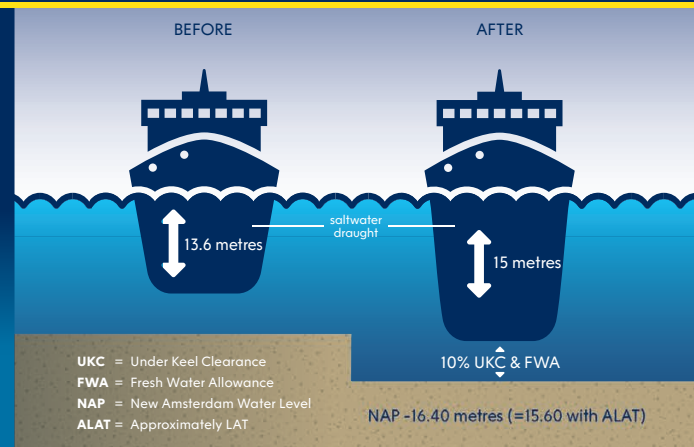 BEFORE
AFTER
saltwater
draught
13.6 metres
15 metres
10% UKC & FWA
UKC = Under Keel Clearance
FWA = Fresh Water Allowance
NAP = New Amsterdam Water Level
ALAT = Approximately LAT
NAP -16.40 metres (=15.60 with ALAT)